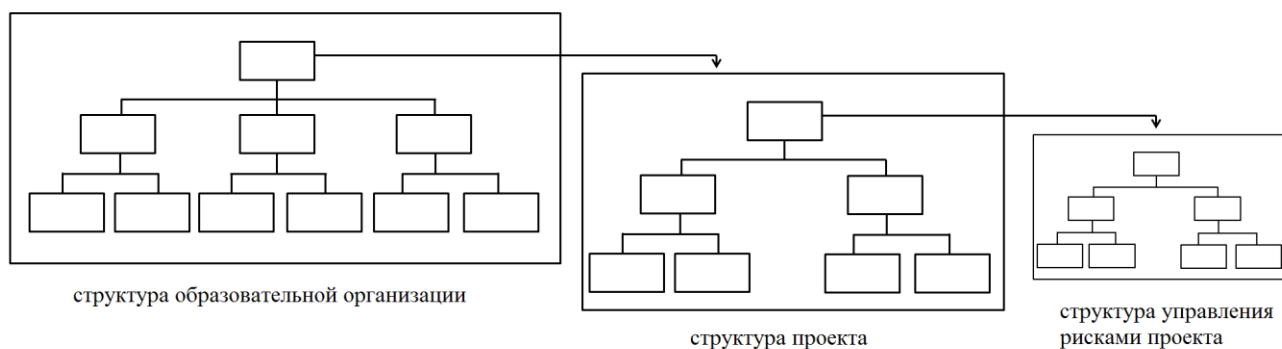 структура образовательной организации
структура проекта
структура управления
рисками проекта